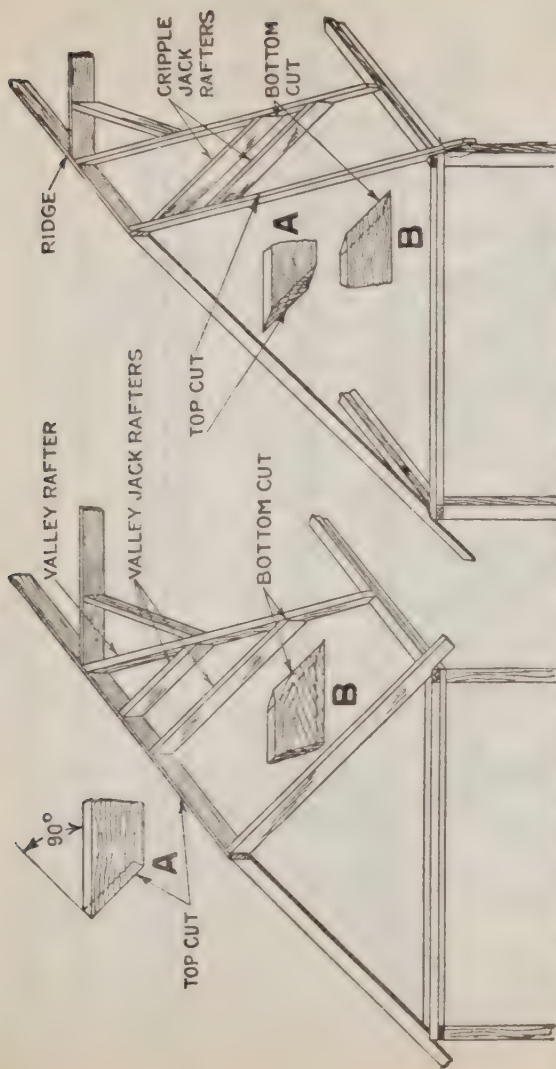 90°
A
TOP CUT
VALLEY RAFTER
VALLEY JACK RAFTERS
BOTTOM CUT
B
RIDGE
CRIPPLE
JACK
RAFTERS
BOTTOM
CUT
TOP CUT
A
B